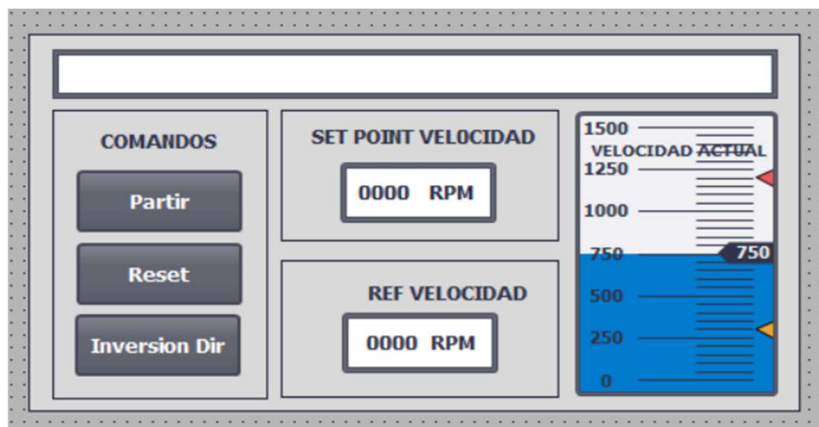 COMANDOS
Partir
Reset
Inversion Dir
SET POINT VELOCIDAD
0000 RPM
REF VELOCIDAD
0000 RPM
1500
VELOCIDAD ACTUAL
1250
1000
750
750
500
250
0